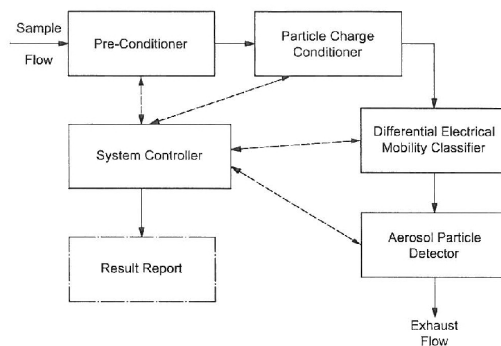 Sample
Flow
Pre-Conditioner
Particle Charge
Conditioner
System Controller
Differential Electrical
Mobility Classifier
Result Report
Aerosol Particle
Detector
Exhaust
Flow